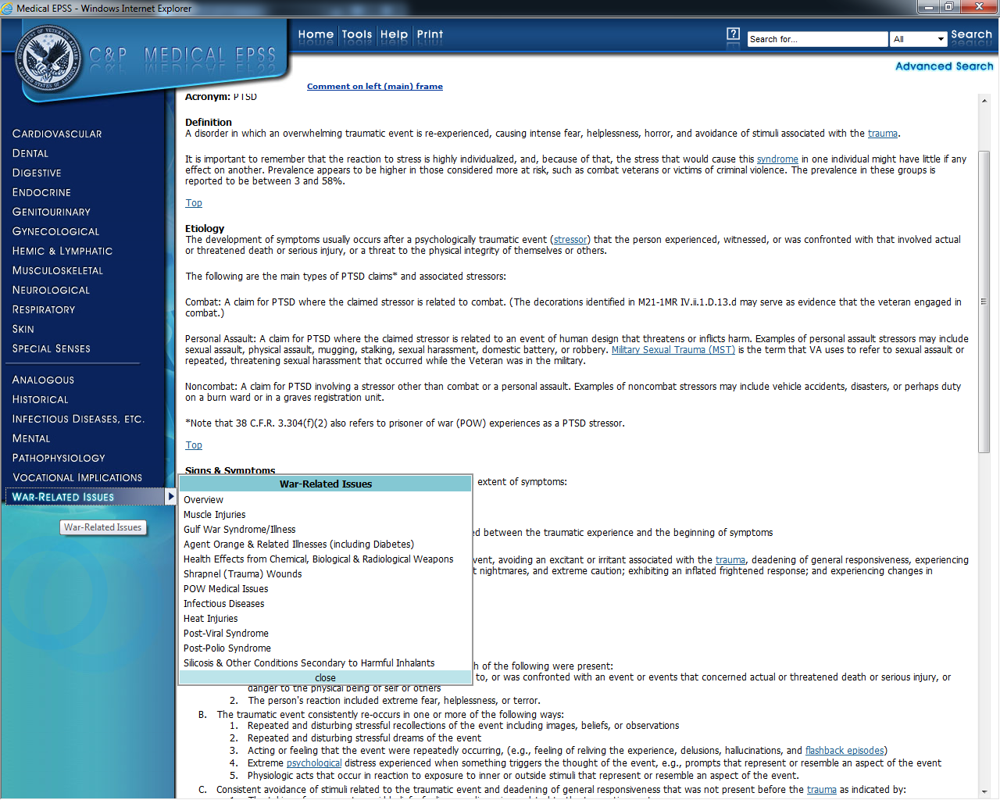 Medical EPSS - Windows Internet Explorer
C&P MEDICAL EPSS
Home Tools Help Print
? Search for... All Search
Advanced Search
Comment on left (main) frame
CARDIOVASCULAR
DENTAL
DIGESTIVE
ENDOCRINE
GENITOURINARY
GYNECOLOGICAL
HEMIC & LYMPHATIC
MUSCULOSKELETAL
NEUROLOGICAL
RESPIRATORY
SKIN
SPECIAL SENSES
ANALOGOUS
HISTORICAL
INFECTIOUS DISEASES, ETC.
MENTAL
PATHOPHYSIOLOGY
VOCATIONAL IMPLICATIONS
WAR-RELATED ISSUES
War-Related Issues
Acronym: PTSD
Definition
A disorder in which an overwhelming traumatic event is re-experienced, causing intense fear, helplessness, horror, and avoidance of stimuli associated with the trauma.
It is important to remember that the reaction to stress is highly individualized, and, because of that, the stress that would cause this syndrome in one individual might have little if any
effect on another. Prevalence appears to be higher in those considered more at risk, such as combat veterans or victims of criminal violence. The prevalence in these groups is
reported to be between 3 and 58%.
Top
Etiology
The development of symptoms usually occurs after a psychologically traumatic event (stressor) that the person experienced, witnessed, or was confronted with that involved actual
or threatened death or serious injury, or a threat to the physical integrity of themselves or others.
The following are the main types of PTSD claims* and associated stressors:
Combat: A claim for PTSD where the claimed stressor is related to combat. (The decorations identified in M21-1MR IV.ii.1.D.13.d may serve as evidence that the veteran engaged in
combat.)
Personal Assault: A claim for PTSD where the claimed stressor is related to an event of human design that threatens or inflicts harm. Examples of personal assault stressors may include
sexual assault, physical assault, mugging, stalking, sexual harassment, domestic battery, or robbery. Military Sexual Trauma (MST) is the term that VA uses to refer to sexual assault or
repeated, threatening sexual harassment that occurred while the Veteran was in the military.
Noncombat: A claim for PTSD involving a stressor other than combat or a personal assault. Examples of noncombat stressors may include vehicle accidents, disasters, or perhaps duty
on a burn ward or in a graves registration unit.
*Note that 38 C.F.R. 3.304(f)(2) also refers to prisoner of war (POW) experiences as a PTSD stressor.
Top
Signs & Symptoms
extent of symptoms:
between the traumatic experience and the beginning of symptoms
avoiding an excitant or irritant associated with the trauma, deadening of general responsiveness, experiencing
nightmares, and extreme caution; exhibiting an inflated frightened response; and experiencing changes in
War-Related Issues
Overview
Muscle Injuries
Gulf War Syndrome/Illness
Agent Orange & Related Illnesses (including Diabetes)
Health Effects from Chemical, Biological & Radiological Weapons
Shrapnel (Trauma) Wounds
POW Medical Issues
Infectious Diseases
Heat Injuries
Post-Viral Syndrome
Post-Polio Syndrome
Silicosis & Other Conditions Secondary to Harmful Inhalants
close
of the following were present:
to, or was confronted with an event or events that concerned actual or threatened death or serious injury, or
danger to the physical being of self or others
2. The person's reaction included extreme fear, helplessness, or terror.
B. The traumatic event consistently re-occurs in one or more of the following ways:
1. Repeated and disturbing stressful recollections of the event including images, beliefs, or observations
2. Repeated and disturbing stressful dreams of the event
3. Acting or feeling that the event were repeatedly occurring, (e.g., feeling of reliving the experience, delusions, hallucinations, and flashback episodes)
4. Extreme psychological distress experienced when something triggers the thought of the event, e.g., prompts that represent or resemble an aspect of the event
5. Physiologic acts that occur in reaction to exposure to inner or outside stimuli that represent or resemble an aspect of the event.
C. Consistent avoidance of stimuli related to the traumatic event and deadening of general responsiveness that was not present before the trauma as indicated by: